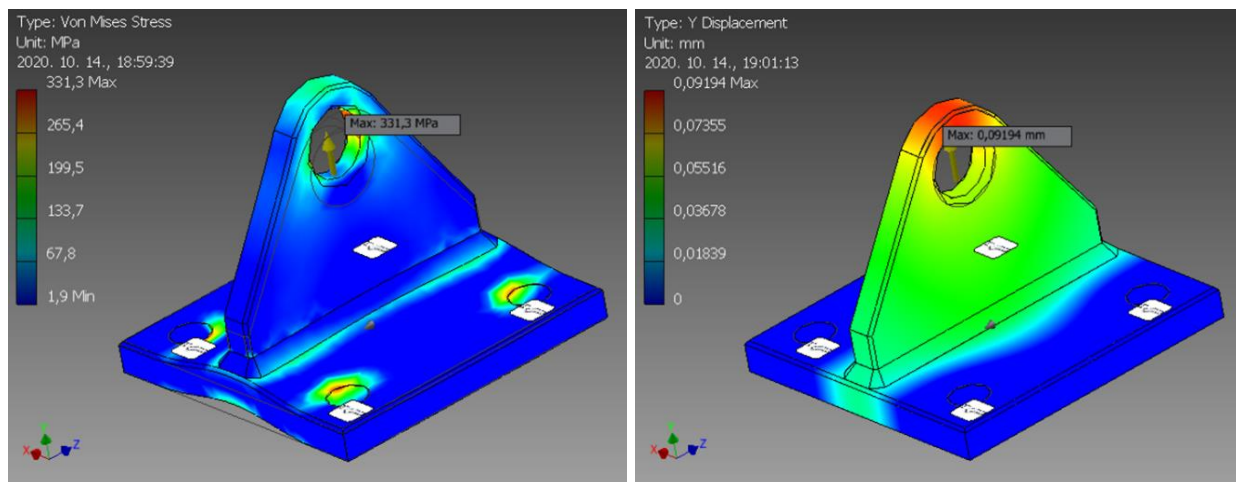 Type: Von Mises Stress
Unit: MPa
2020. 10. 14., 18:59:39
331,3 Max
265,4
199,5
133,7
67,8
1,9 Min
Max: 331,3 MPa
X
Z
Type: Y Displacement
Unit: mm
2020. 10. 14., 19:01:13
0,09194 Max
0,07355
0,05516
0,03678
0,01839
0
Max: 0,09194 mm
X
Z